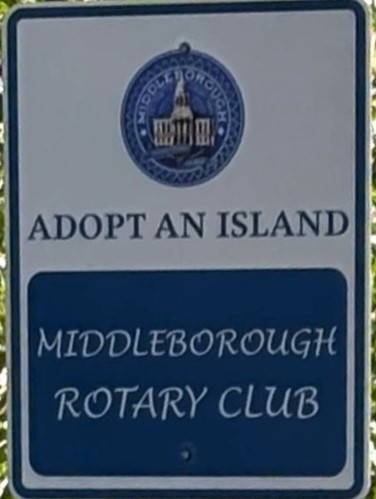 MIDDLEBOROUGH
ADOPT AN ISLAND
MIDDLEBOROUGH
ROTARY CLUB